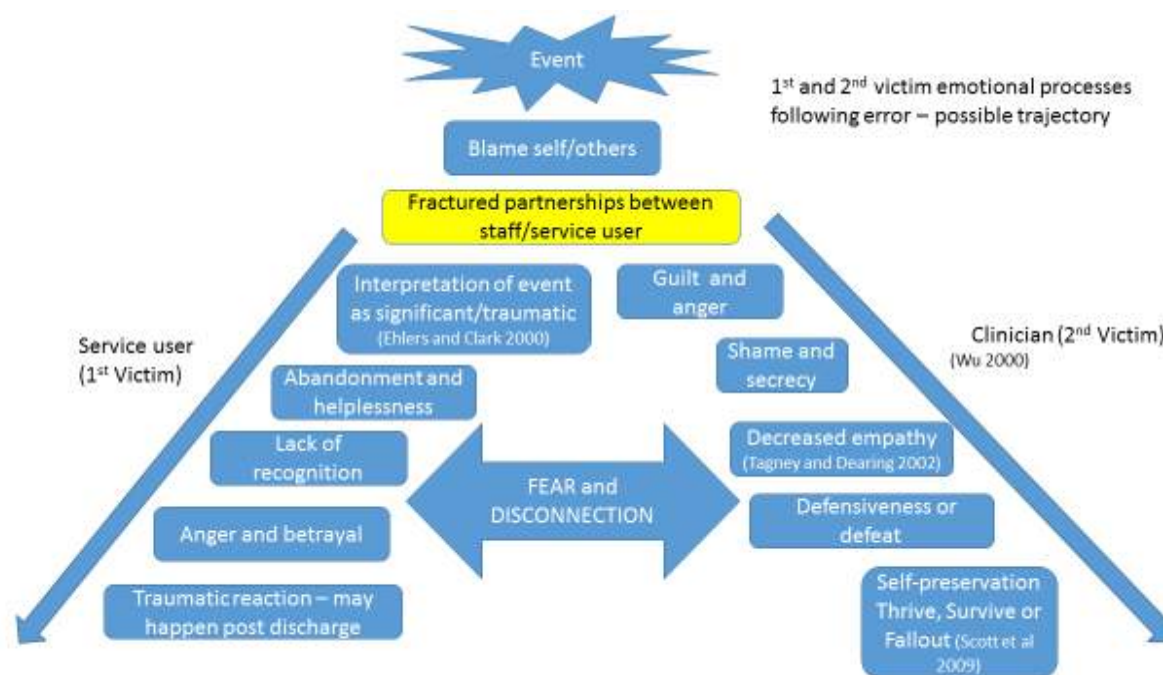 Event
1st and 2nd victim emotional processes
following error – possible trajectory
Blame self/others
Fractured partnerships between
staff/service user
Interpretation of event
as significant/traumatic
(Ehlers and Clark 2000)
Guilt and
anger
Service user
(1st Victim)
Clinician (2nd Victim)
(Wu 2000)
Shame and
secrecy
Abandonment and
helplessness
Lack of
recognition
Decreased empathy
(Tagney and Dearing 2002)
FEAR and
DISCONNECTION
Anger and betrayal
Defensiveness or
defeat
Traumatic reaction – may
happen post discharge
Self-preservation
Thrive, Survive or
Fallout (Scott et al
2009)